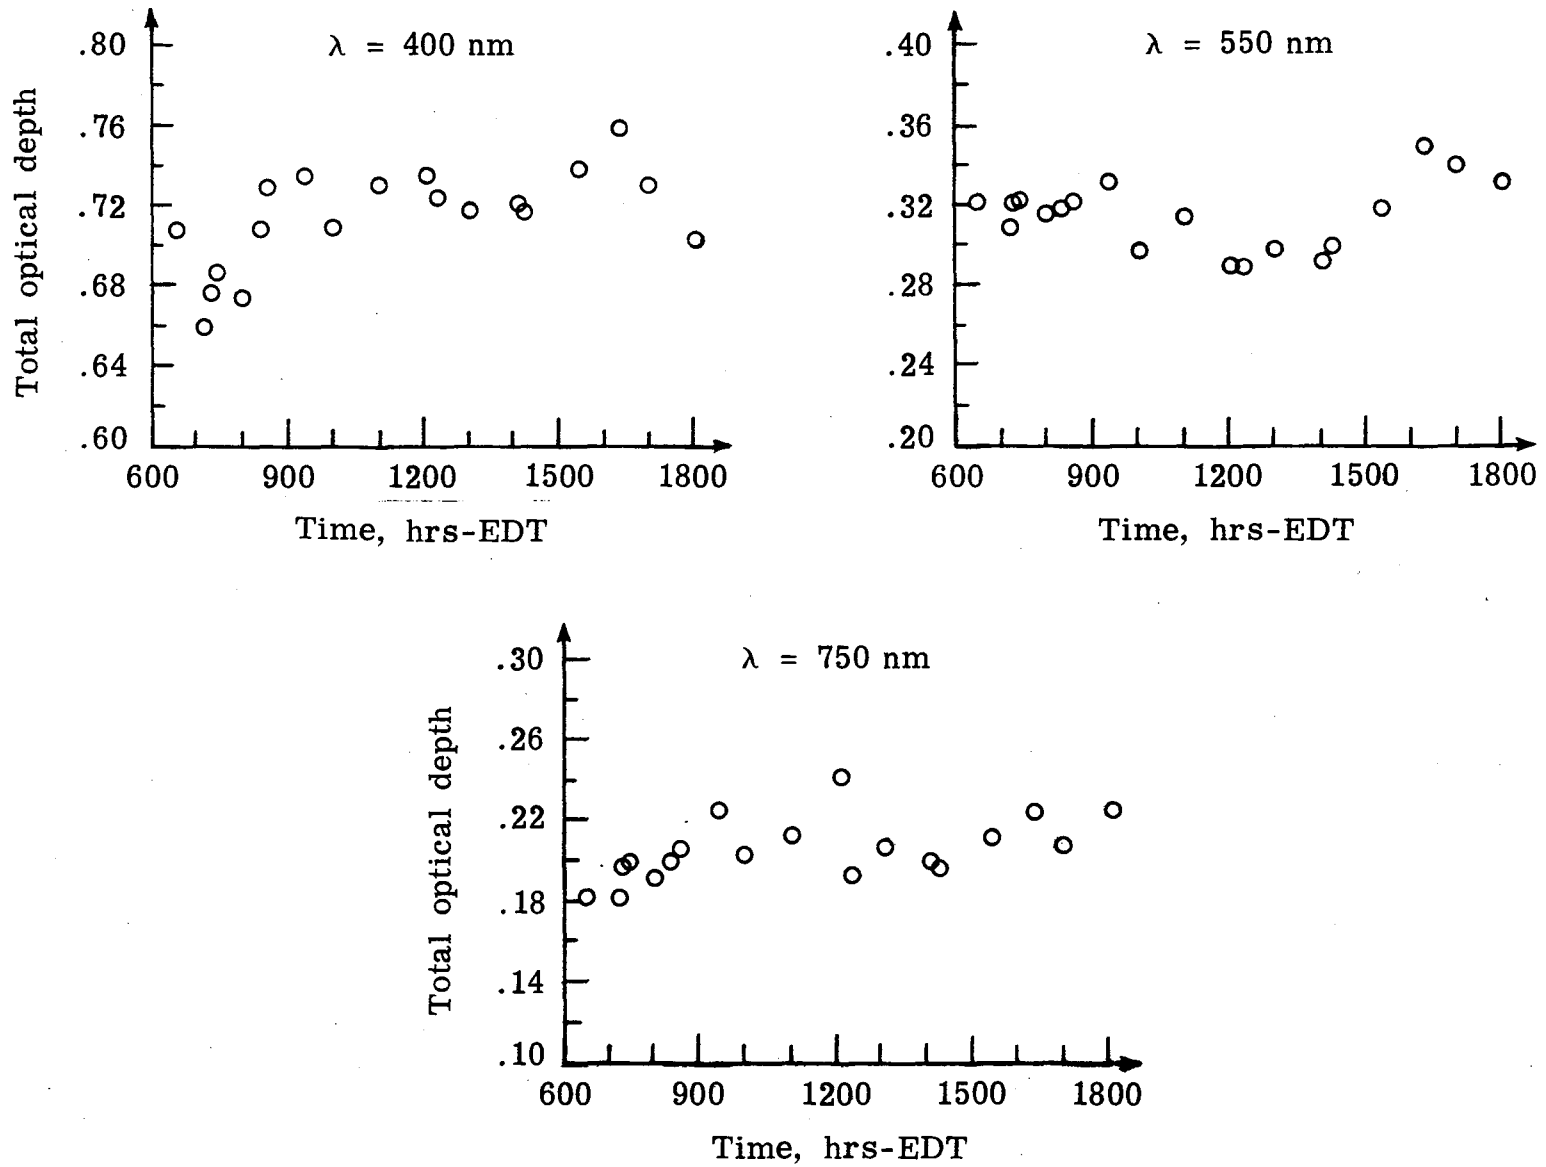 λ = 400 nm
Total optical depth
.80
.76
.72
.68
.64
.60
600 900 1200 1500 1800
Time, hrs-EDT
λ = 550 nm
.40
.36
.32
.28
.24
.20
600 900 1200 1500 1800
Time, hrs-EDT
λ = 750 nm
Total optical depth
.30
.26
.22
.18
.14
.10
600 900 1200 1500 1800
Time, hrs-EDT